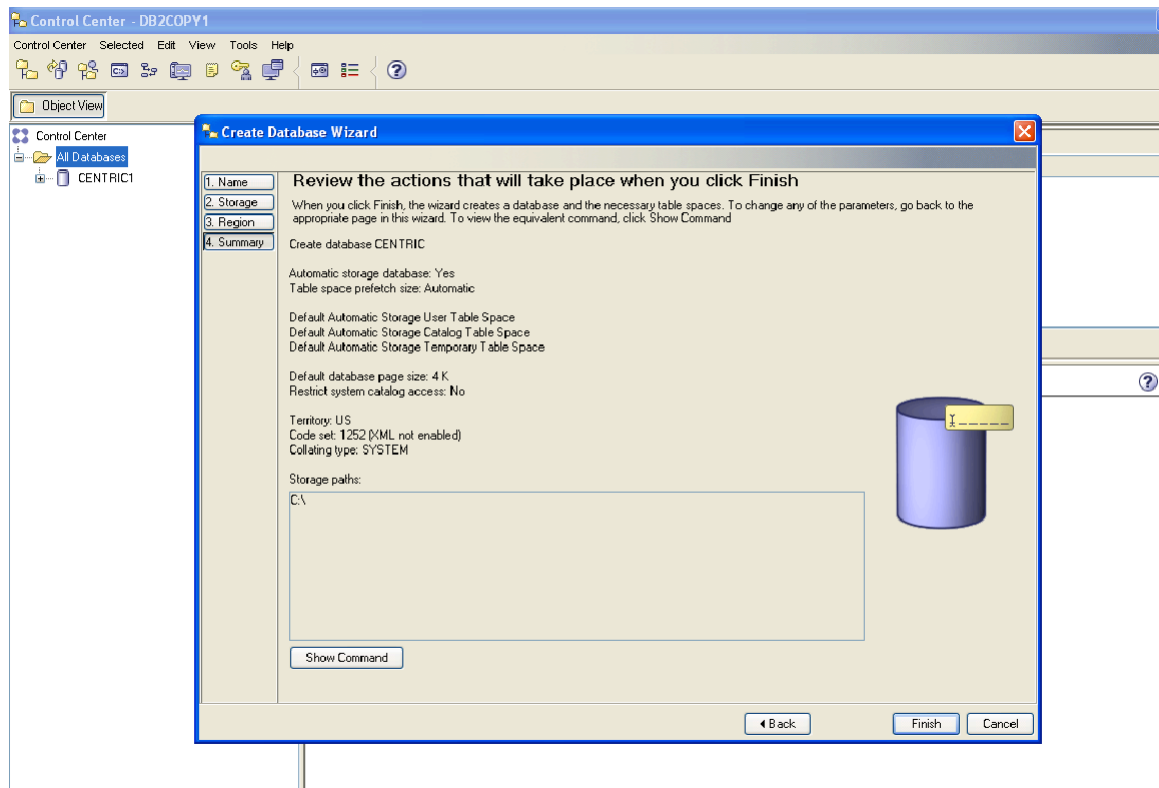 Control Center - DB2COPY1
Control Center Selected Edit View Tools Help
Object View
Control Center
All Databases
CENTRIC1
Create Database Wizard
1. Name
2. Storage
3. Region
4. Summary
Review the actions that will take place when you click Finish
When you click Finish, the wizard creates a database and the necessary table spaces. To change any of the parameters, go back to the
appropriate page in this wizard. To view the equivalent command, click Show Command
Create database CENTRIC
Automatic storage database: Yes
Table space prefetch size: Automatic
Default Automatic Storage User Table Space
Default Automatic Storage Catalog Table Space
Default Automatic Storage Temporary Table Space
Default database page size: 4 K
Restrict system catalog access: No
Territory: US
Code set: 1252 (XML not enabled)
Collating type: SYSTEM
Storage paths:
C:\
Show Command
Back
Finish
Cancel